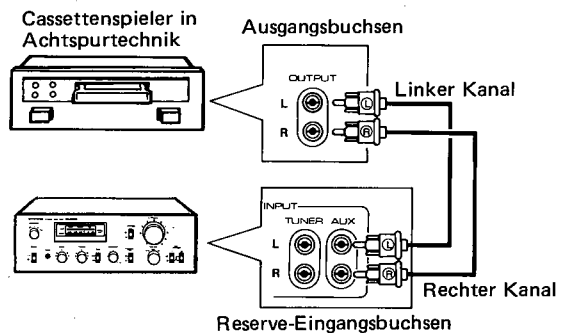 Cassettenspieler in
Achtspurtechnik
Ausgangsbuchsen
OUTPUT
L
R
L
R
Linker Kanal
INPUT
TUNER AUX
L
R
L
R
Rechter Kanal
Reserve-Eingangsbuchsen